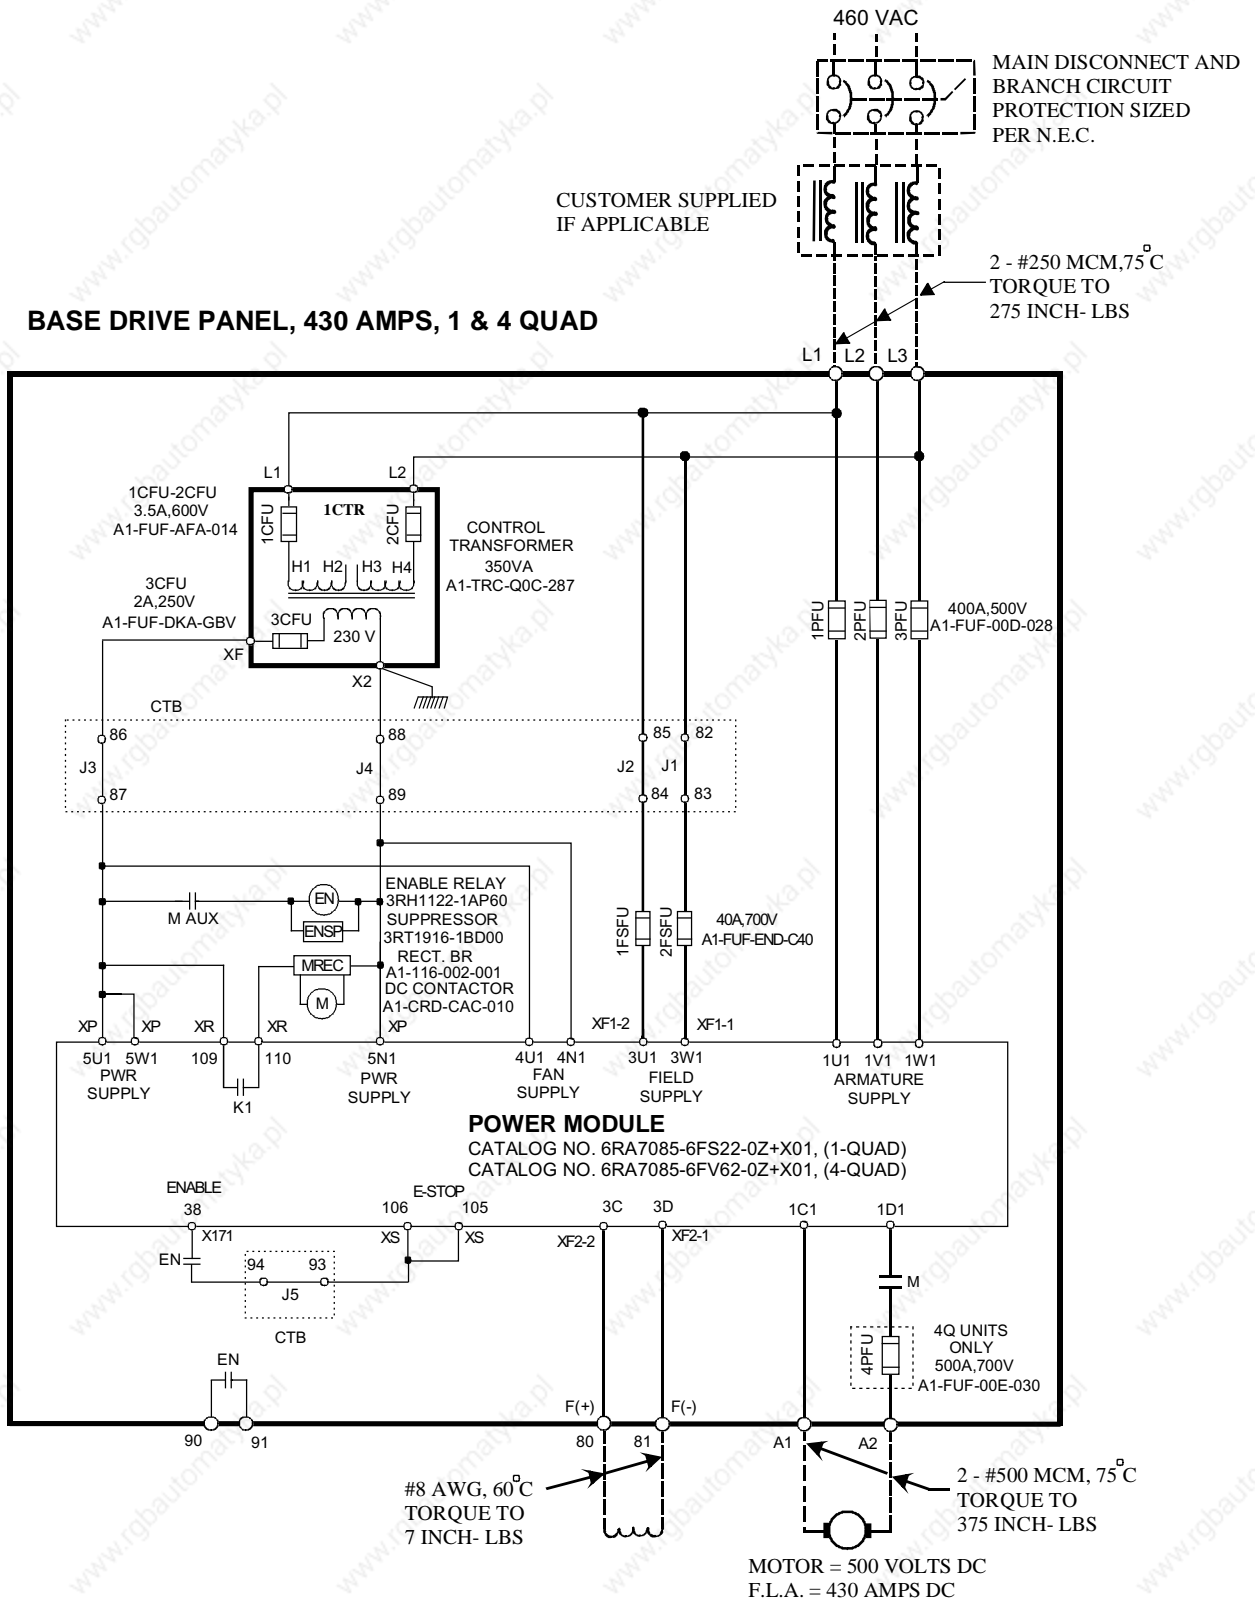 460 VAC
MAIN DISCONNECT AND
BRANCH CIRCUIT
PROTECTION SIZED
PER N.E.C.
CUSTOMER SUPPLIED
IF APPLICABLE
2 - #250 MCM,75°C
TORQUE TO
275 INCH- LBS
BASE DRIVE PANEL, 430 AMPS, 1 & 4 QUAD
L1 L2 L3
L1 L2
1CFU-2CFU
3.5A,600V
A1-FUF-AFA-014
1CFU
1CTR
2CFU
CONTROL
TRANSFORMER
350VA
A1-TRC-Q0C-287
H1 H2 H3 H4
3CFU
2A,250V
A1-FUF-DKA-GBV
3CFU
230 V
XF
X2
1PFU
2PFU
3PFU
400A,500V
A1-FUF-00D-028
CTB
86 88 85 82
J3 J4 J2 J1
87 89 84 83
M AUX
EN
ENSP
ENABLE RELAY
3RH1122-1AP60
SUPPRESSOR
3RT1916-1BD00
RECT. BR
A1-116-002-001
DC CONTACTOR
A1-CRD-CAC-010
MREC
M
1FSFU
2FSFU
40A,700V
A1-FUF-END-C40
XP XP XR XR XP XF1-2 XF1-1
5U1 5W1 109 110 5N1 4U1 4N1 3U1 3W1 1U1 1V1 1W1
PWR
SUPPLY
K1
PWR
SUPPLY
FAN
SUPPLY
FIELD
SUPPLY
ARMATURE
SUPPLY
POWER MODULE
CATALOG NO. 6RA7085-6FS22-0Z+X01, (1-QUAD)
CATALOG NO. 6RA7085-6FV62-0Z+X01, (4-QUAD)
ENABLE E-STOP
38 106 105 3C 3D 1C1 1D1
X171 XS XS XF2-2 XF2-1
EN
94 93
J5
CTB
M
4PFU
4Q UNITS
ONLY
500A,700V
A1-FUF-00E-030
EN
F(+) F(-)
90 91 80 81 A1 A2
#8 AWG, 60°C
TORQUE TO
7 INCH- LBS
2 - #500 MCM, 75°C
TORQUE TO
375 INCH- LBS
MOTOR = 500 VOLTS DC
F.L.A. = 430 AMPS DC
www.rgbautomatyka.pl